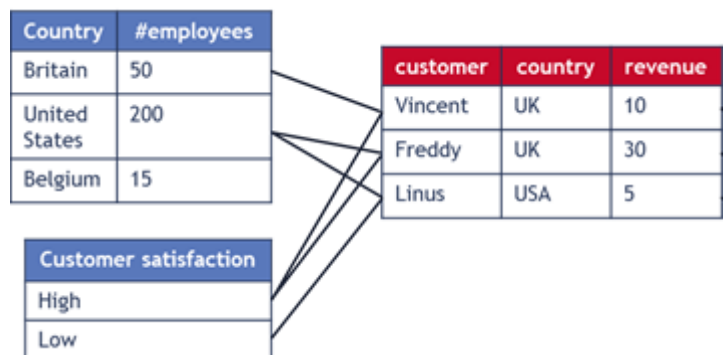 Country #employees
Britain 50
United 200
States
Belgium 15
customer country revenue
Vincent UK 10
Freddy UK 30
Linus USA 5
Customer satisfaction
High
Low